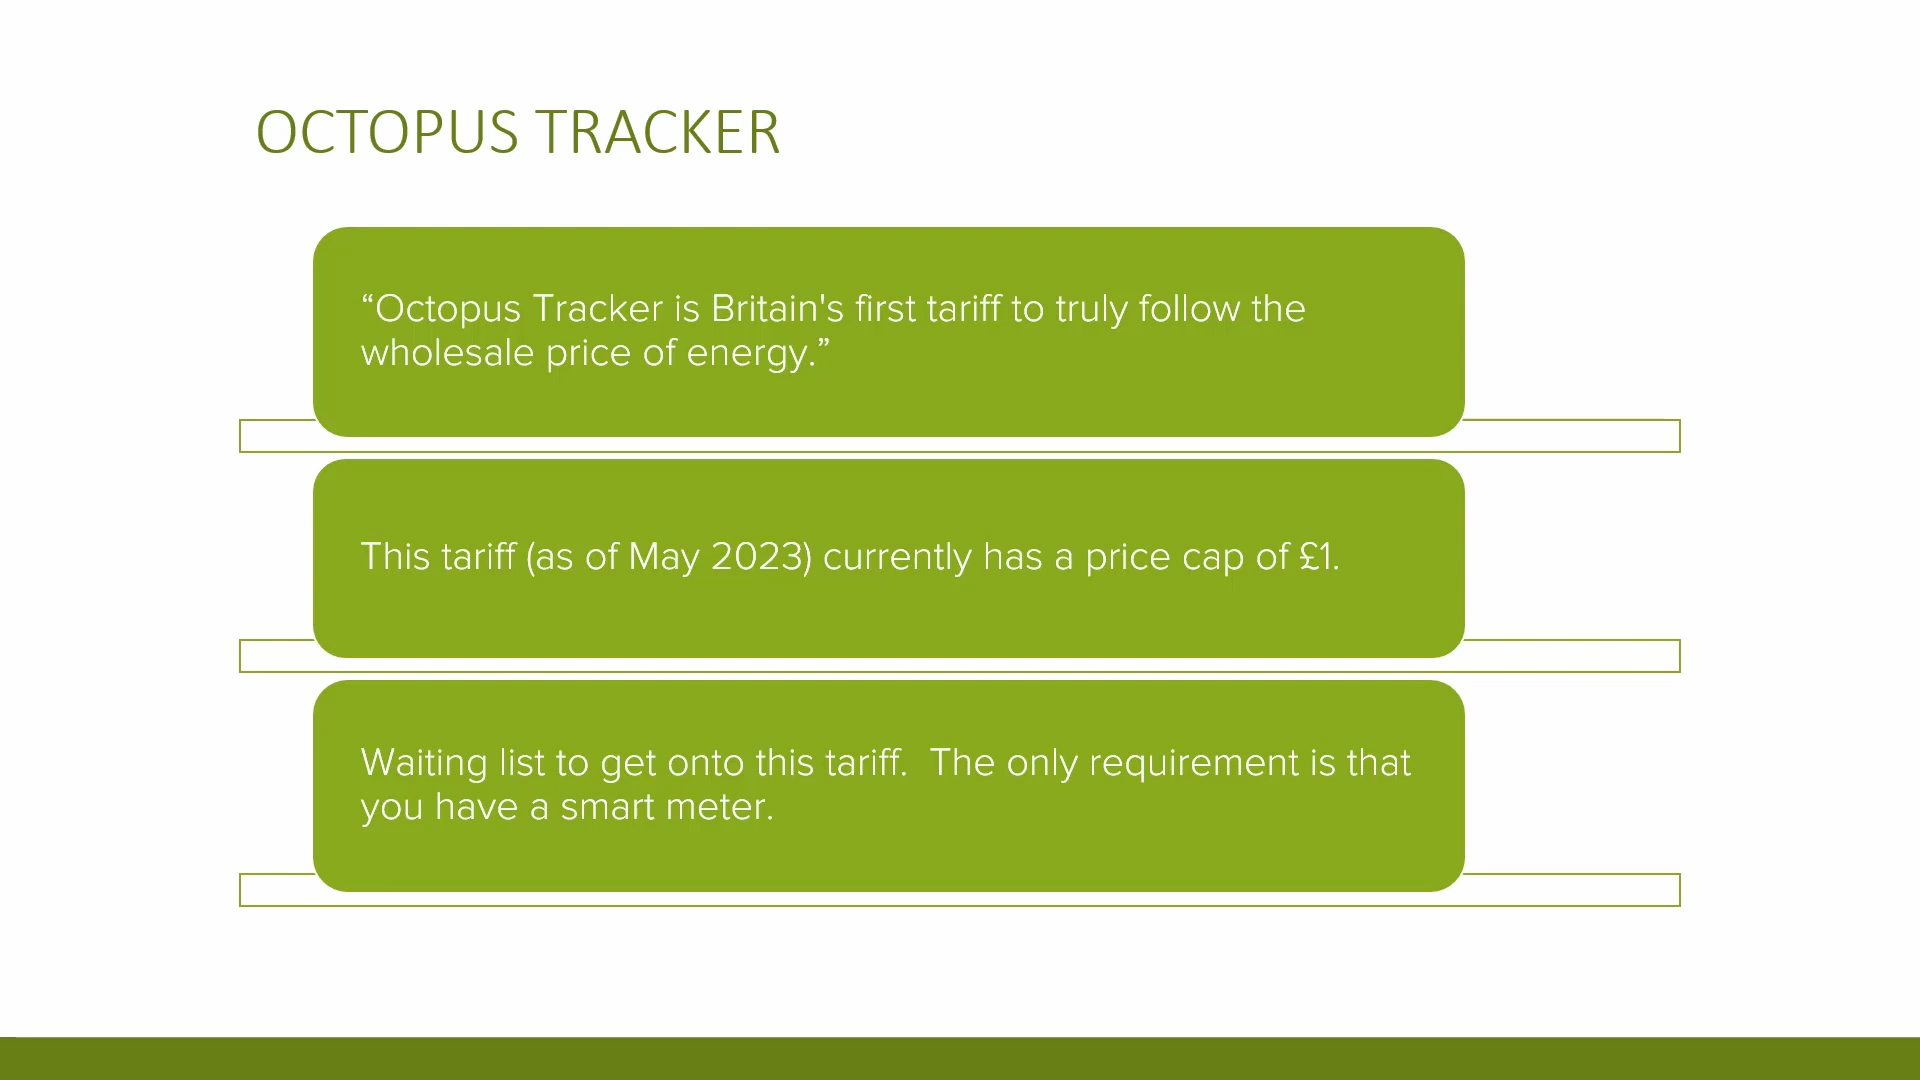 OCTOPUS TRACKER
“Octopus Tracker is Britain's first tariff to truly follow the
wholesale price of energy.”
This tariff (as of May 2023) currently has a price cap of £1.
Waiting list to get onto this tariff.  The only requirement is that
you have a smart meter.